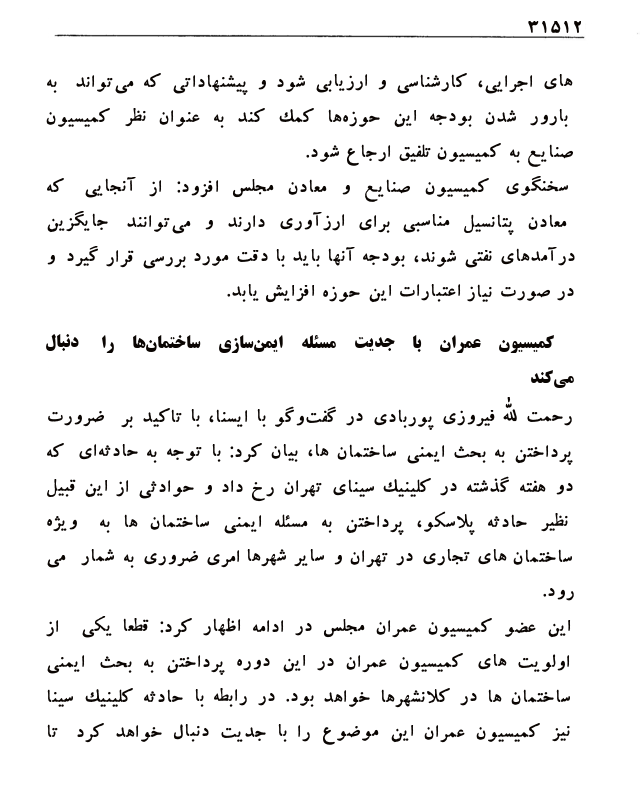 ۳۱۵۱۲
های اجرایی، کارشناسی و ارزیابی شود و پیشنهاداتی که می‌تواند به
بارور شدن بودجه این حوزه‌ها کمك کند به عنوان نظر کمیسیون
صنایع به کمیسیون تلفیق ارجاع شود.
سخنگوی کمیسیون صنایع و معادن مجلس افزود: از آنجایی که
معادن پتانسیل مناسبی برای ارزآوری دارند و می‌توانند جایگزین
درآمدهای نفتی شوند، بودجه آنها باید با دقت مورد بررسی قرار گیرد و
در صورت نیاز اعتبارات این حوزه افزایش یابد.
کمیسیون عمران با جدیت مسئله ایمن‌سازی ساختمان‌ها را دنبال
می‌کند
رحمت لله فیروزی پوربادی در گفت‌وگو با ایسنا، با تاکید بر ضرورت
پرداختن به بحث ایمنی ساختمان ها، بیان کرد: با توجه به حادثه‌ای که
دو هفته گذشته در کلینیك سینای تهران رخ داد و حوادثی از این قبیل
نظیر حادثه پلاسکو، پرداختن به مسئله ایمنی ساختمان ها به ویژه
ساختمان های تجاری در تهران و سایر شهرها امری ضروری به شمار می
رود.
این عضو کمیسیون عمران مجلس در ادامه اظهار کرد: قطعا یکی از
اولویت های کمیسیون عمران در این دوره پرداختن به بحث ایمنی
ساختمان ها در کلانشهرها خواهد بود. در رابطه با حادثه کلینیك سینا
نیز کمیسیون عمران این موضوع را با جدیت دنبال خواهد کرد تا